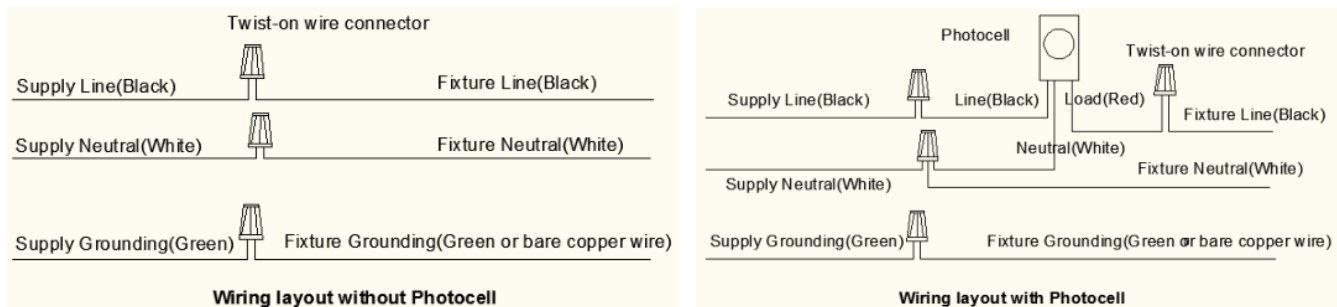 Twist-on wire connector
Supply Line(Black) Fixture Line(Black)
Supply Neutral(White) Fixture Neutral(White)
Supply Grounding(Green) Fixture Grounding(Green or bare copper wire)
Wiring layout without Photocell
Photocell
Twist-on wire connector
Supply Line(Black) Line(Black) Load(Red)
Fixture Line(Black)
Neutral(White)
Fixture Neutral(White)
Supply Neutral(White)
Supply Grounding(Green) Fixture Grounding(Green or bare copper wire)
Wiring layout with Photocell